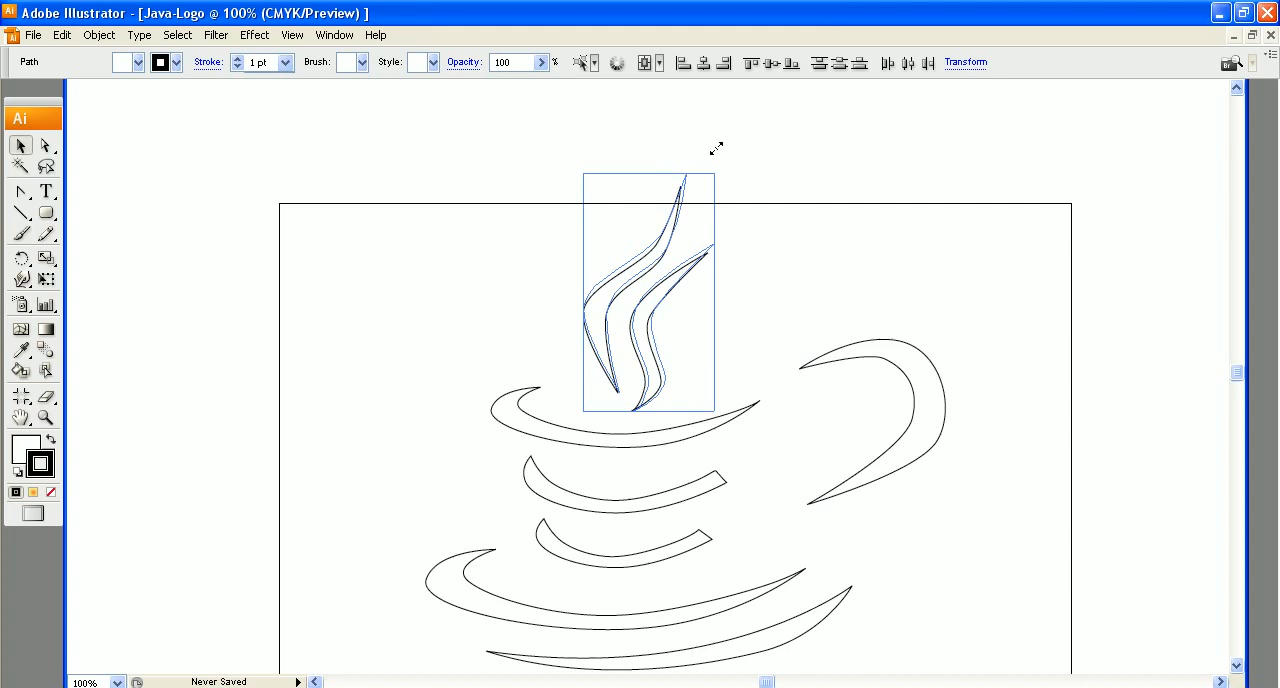 Adobe Illustrator - [Java-Logo @ 100% (CMYK/Preview) ]
File Edit Object Type Select Filter Effect View Window Help
Path Stroke: 1 pt Brush: Style: Opacity: 100 % Transform
Ai
T
100% Never Saved